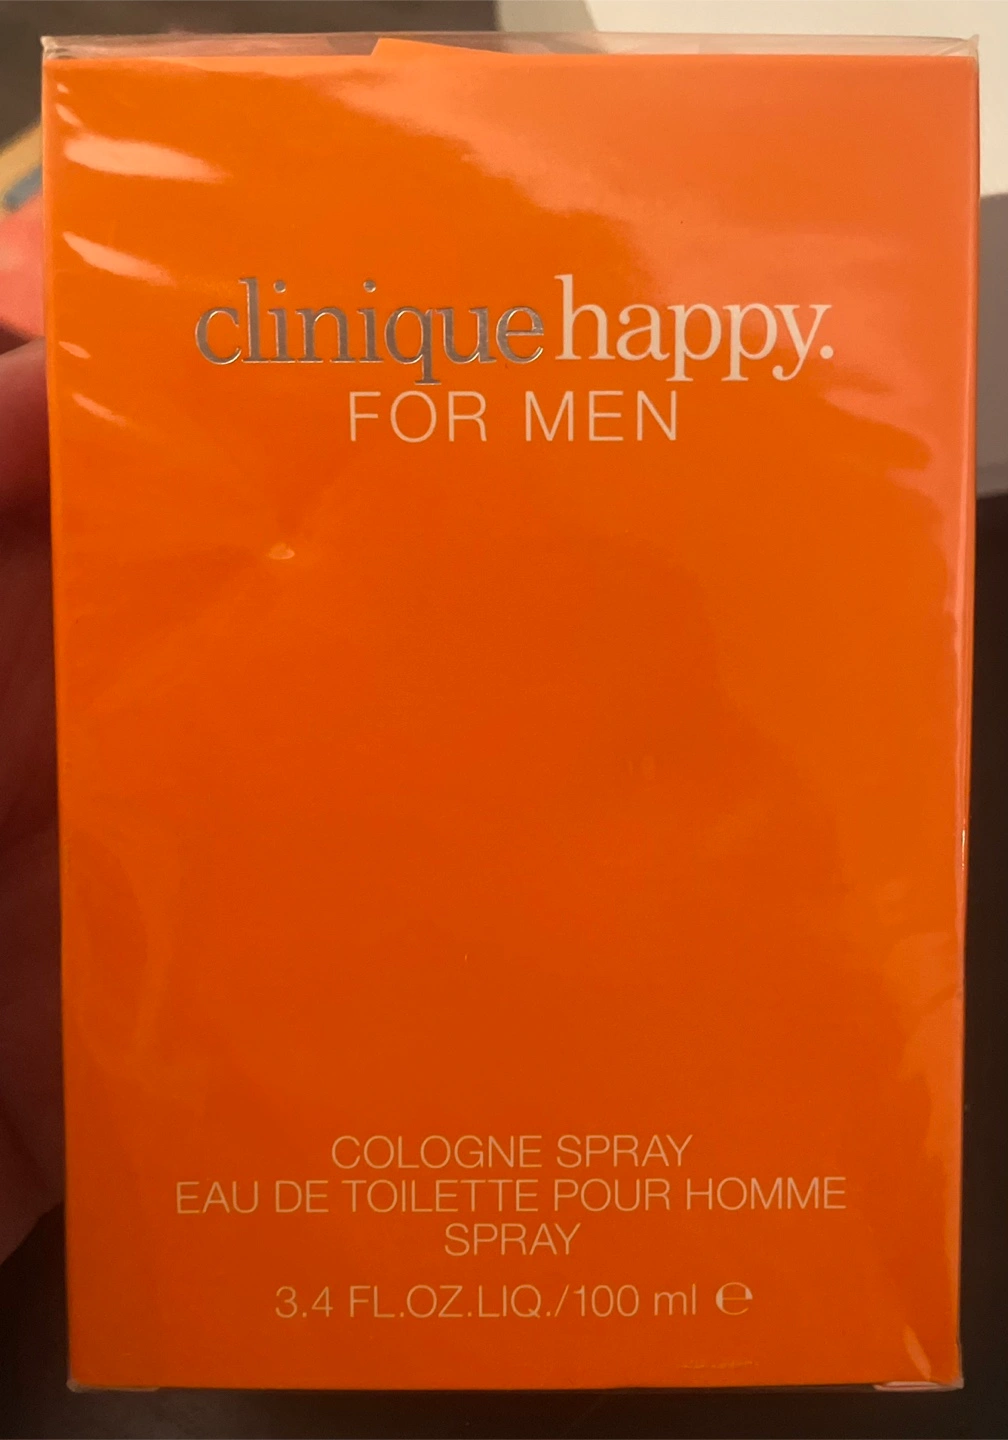 clinique happy.
FOR MEN
COLOGNE SPRAY
EAU DE TOILETTE POUR HOMME
SPRAY
3.4 FL.OZ.LIQ./100 ml ℮